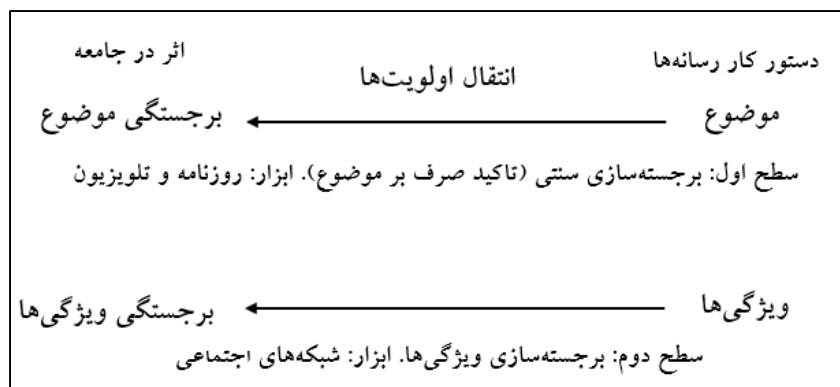 دستور کار رسانه‌ها
اثر در جامعه
انتقال اولویت‌ها
موضوع
برجستگی موضوع
سطح اول: برجسته‌سازی سنتی (تاکید صرف بر موضوع). ابزار: روزنامه و تلویزیون
ویژگی‌ها
برجستگی ویژگی‌ها
سطح دوم: برجسته‌سازی ویژگی‌ها. ابزار: شبکه‌های اجتماعی